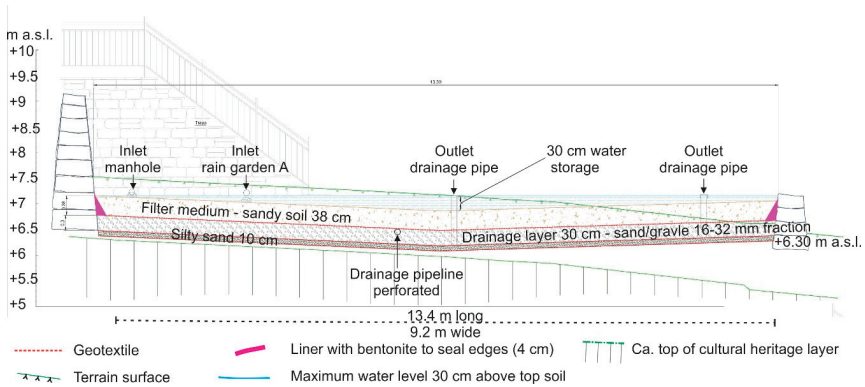 m a.s.l.
+10
+9.5
+9
+8.5
+8
+7.5
+7
+6.5
+6
+5.5
+5
Inlet
manhole
Inlet
rain garden A
Outlet
drainage pipe
30 cm water
storage
Outlet
drainage pipe
Filter medium - sandy soil 38 cm
Silty sand 10 cm
Drainage layer 30 cm - sand/gravle 16-32 mm fraction
+6.30 m a.s.l.
Drainage pipeline
perforated
13.4 m long
9.2 m wide
Geotextile
Liner with bentonite to seal edges (4 cm)
Ca. top of cultural heritage layer
Terrain surface
Maximum water level 30 cm above top soil